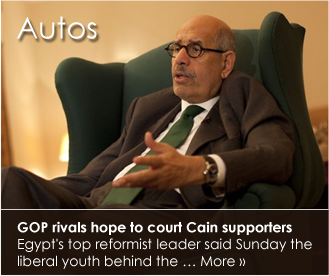 Autos
GOP rivals hope to court Cain supporters
Egypt's top reformist leader said Sunday the
liberal youth behind the … More »